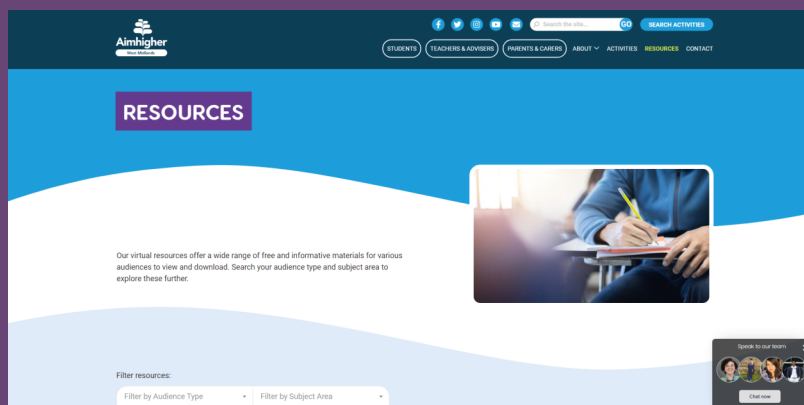 Aimhigher
West Midlands
Search the site...
GO
SEARCH ACTIVITIES
STUDENTS
TEACHERS & ADVISERS
PARENTS & CARERS
ABOUT
ACTIVITIES
RESOURCES
CONTACT
RESOURCES
Our virtual resources offer a wide range of free and informative materials for various
audiences to view and download. Search your audience type and subject area to
explore these further.
Filter resources:
Filter by Audience Type
Filter by Subject Area
Speak to our team
Chat now